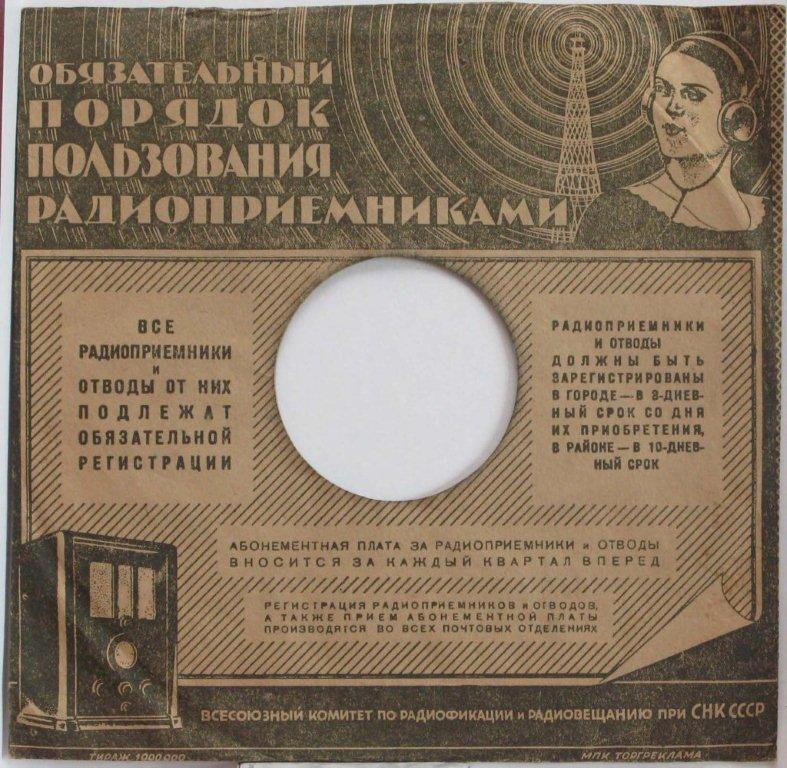 ОБЯЗАТЕЛЬНЫЙ
ПОРЯДОК
ПОЛЬЗОВАНИЯ
РАДИОПРИЕМНИКАМИ
ВСЕ
РАДИОПРИЕМНИКИ
И
ОТВОДЫ ОТ НИХ
ПОДЛЕЖАТ
ОБЯЗАТЕЛЬНОЙ
РЕГИСТРАЦИИ
РАДИОПРИЕМНИКИ
И ОТВОДЫ
ДОЛЖНЫ БЫТЬ
ЗАРЕГИСТРИРОВАНЫ
В ГОРОДЕ—В 3-ДНЕВ-
НЫЙ СРОК СО ДНЯ
ИХ ПРИОБРЕТЕНИЯ,
В РАЙОНЕ—В 10-ДНЕВ-
НЫЙ СРОК
АБОНЕМЕНТНАЯ ПЛАТА ЗА РАДИОПРИЕМНИКИ и ОТВОДЫ
ВНОСИТСЯ ЗА КАЖДЫЙ КВАРТАЛ ВПЕРЕД
РЕГИСТРАЦИЯ РАДИОПРИЕМНИКОВ и ОТВОДОВ,
А ТАКЖЕ ПРИЕМ АБОНЕМЕНТНОЙ ПЛАТЫ
ПРОИЗВОДЯТСЯ ВО ВСЕХ ПОЧТОВЫХ ОТДЕЛЕНИЯХ
ВСЕСОЮЗНЫЙ КОМИТЕТ ПО РАДИОФИКАЦИИ и РАДИОВЕЩАНИЮ ПРИ СНК СССР
ТИРАЖ 1000000
МПК ТОРГРЕКЛАМА